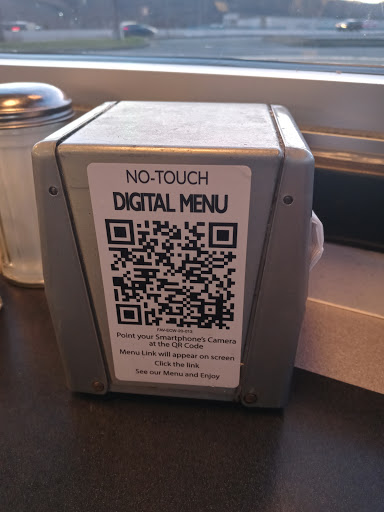 NO-TOUCH
DIGITAL MENU
Point your Smartphone's Camera
at the QR Code
Menu Link will appear on screen
Click the link
See our Menu and Enjoy